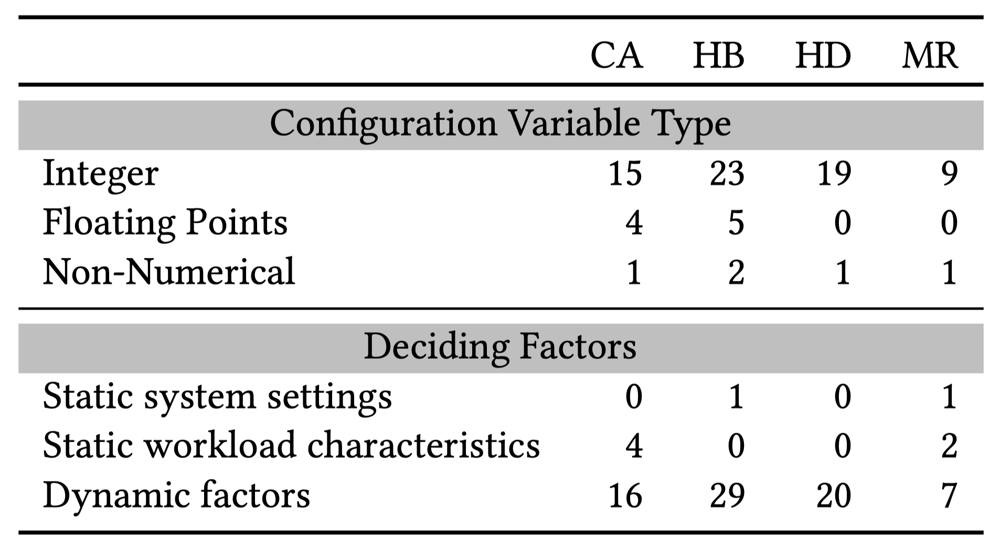 CA HB HD MR
Configuration Variable Type
Integer 15 23 19 9
Floating Points 4 5 0 0
Non-Numerical 1 2 1 1
Deciding Factors
Static system settings 0 1 0 1
Static workload characteristics 4 0 0 2
Dynamic factors 16 29 20 7